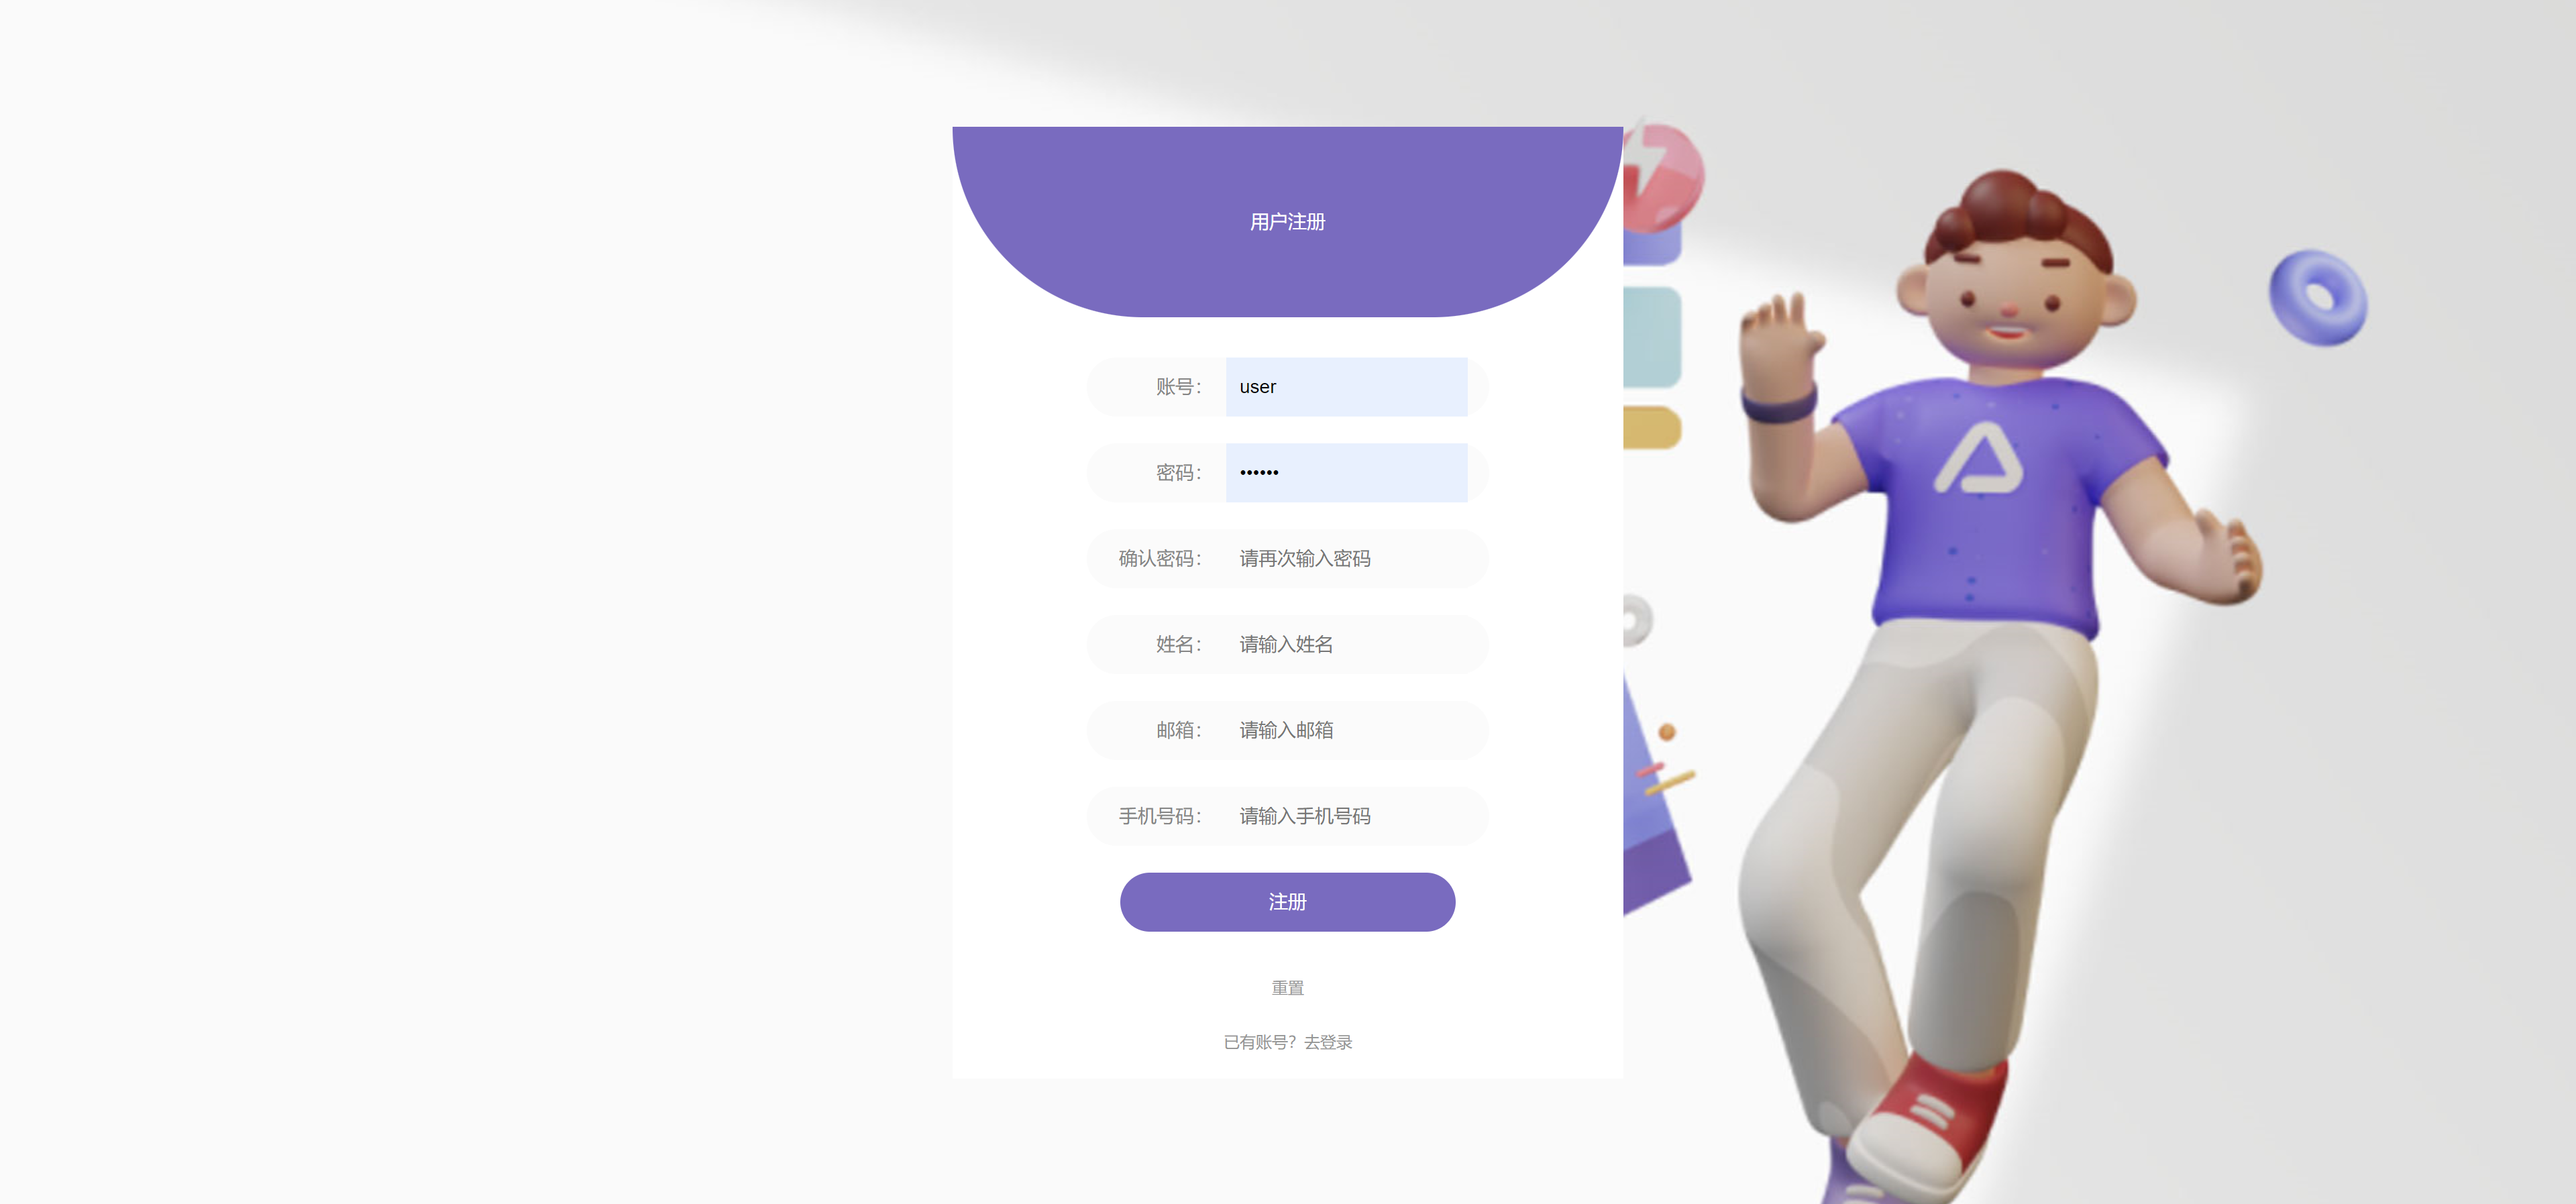 用户注册
账号： user
密码： ••••••
确认密码： 请再次输入密码
姓名： 请输入姓名
邮箱： 请输入邮箱
手机号码： 请输入手机号码
注册
重置
已有账号？去登录